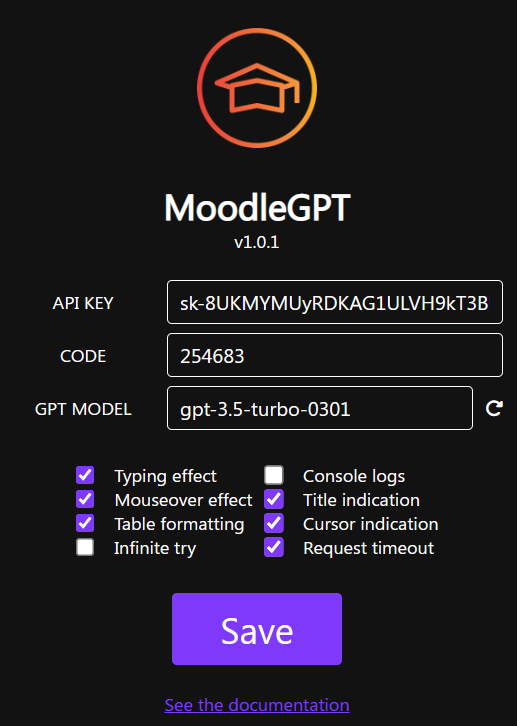 MoodleGPT
v1.0.1
API KEY sk-8UKMYMUyRDKAG1ULVH9kT3B
CODE 254683
GPT MODEL gpt-3.5-turbo-0301
Typing effect Console logs
Mouseover effect Title indication
Table formatting Cursor indication
Infinite try Request timeout
Save
See the documentation